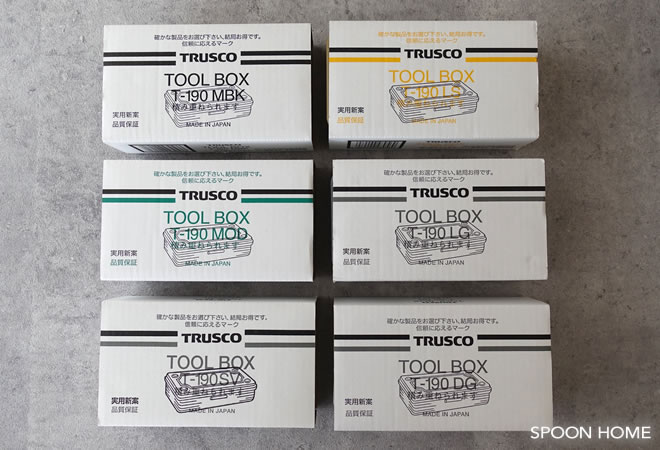 確かな製品をお選び下さい、結局お得です。
信頼に応えるマーク
TRUSCO
TOOL BOX
T-190 MBK
積み重ねられます
実用新案
品質保証
MADE IN JAPAN
確かな製品をお選び下さい、結局お得です。
信頼に応えるマーク
TRUSCO
TOOL BOX
T-190 LS
積み重ねられます
実用新案
品質保証
MADE IN JAPAN
確かな製品をお選び下さい、結局お得です。
信頼に応えるマーク
TRUSCO
TOOL BOX
T-190 MOD
積み重ねられます
実用新案
品質保証
MADE IN JAPAN
確かな製品をお選び下さい、結局お得です。
信頼に応えるマーク
TRUSCO
TOOL BOX
T-190 LG
積み重ねられます
実用新案
品質保証
MADE IN JAPAN
確かな製品をお選び下さい、結局お得です。
信頼に応えるマーク
TRUSCO
TOOL BOX
T-190 SV
積み重ねられます
実用新案
品質保証
MADE IN JAPAN
確かな製品をお選び下さい、結局お得です。
信頼に応えるマーク
TRUSCO
TOOL BOX
T-190 DG
積み重ねられます
実用新案
品質保証
MADE IN JAPAN
SPOON HOME